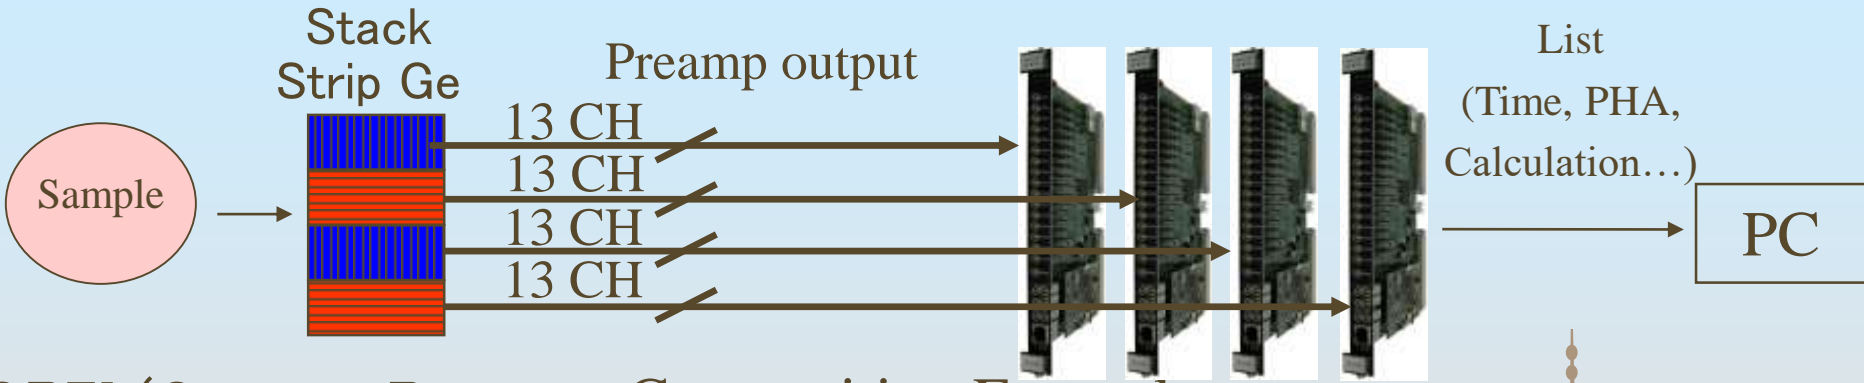 Stack
Strip Ge
Preamp output
List
(Time, PHA,
Calculation...)
Sample
13 CH
13 CH
13 CH
13 CH
PC